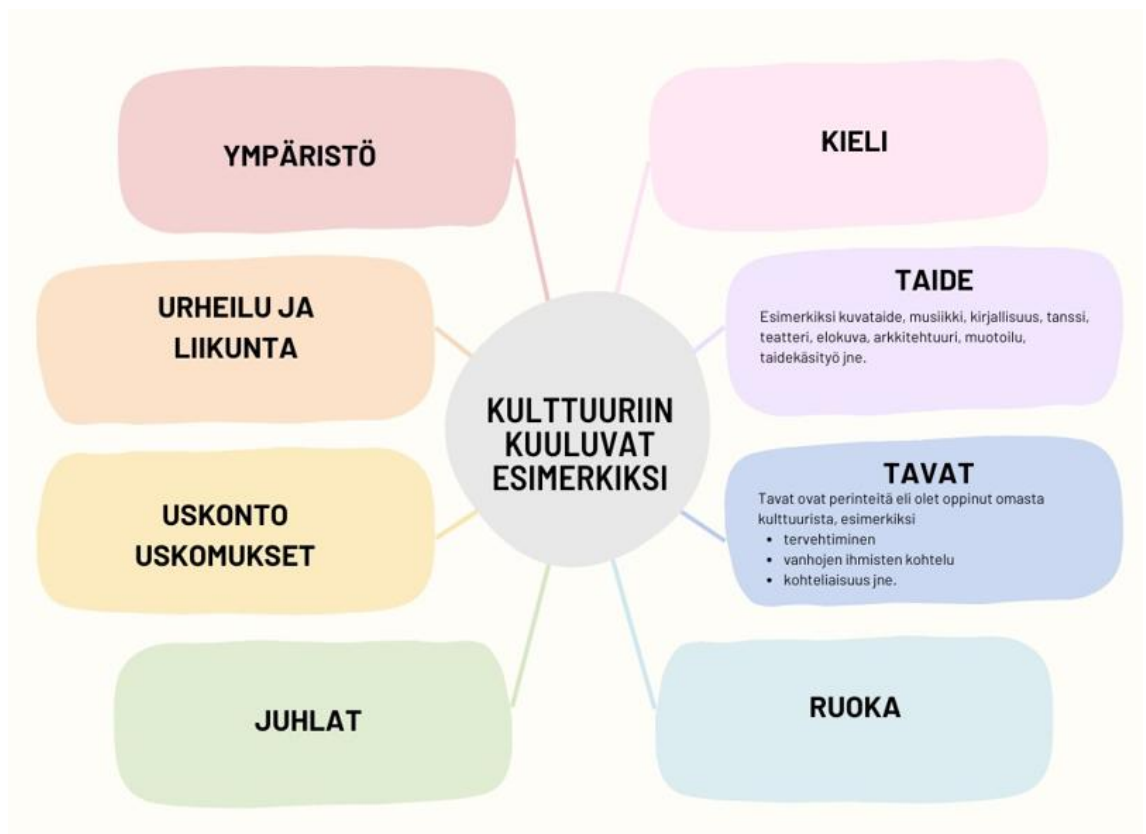 YMPÄRISTÖ
KIELI
URHEILU JA
LIIKUNTA
TAIDE
Esimerkiksi kuvataide, musiikki, kirjallisuus, tanssi,
teatteri, elokuva, arkkitehtuuri, muotoilu,
taidekäsityö jne.
KULTTUURIIN
KUULUVAT
ESIMERKIKSI
USKONTO
USKOMUKSET
TAVAT
Tavat ovat perinteitä eli olet oppinut omasta
kulttuurista, esimerkiksi
• tervehtiminen
• vanhojen ihmisten kohtelu
• kohteliaisuus jne.
JUHLAT
RUOKA